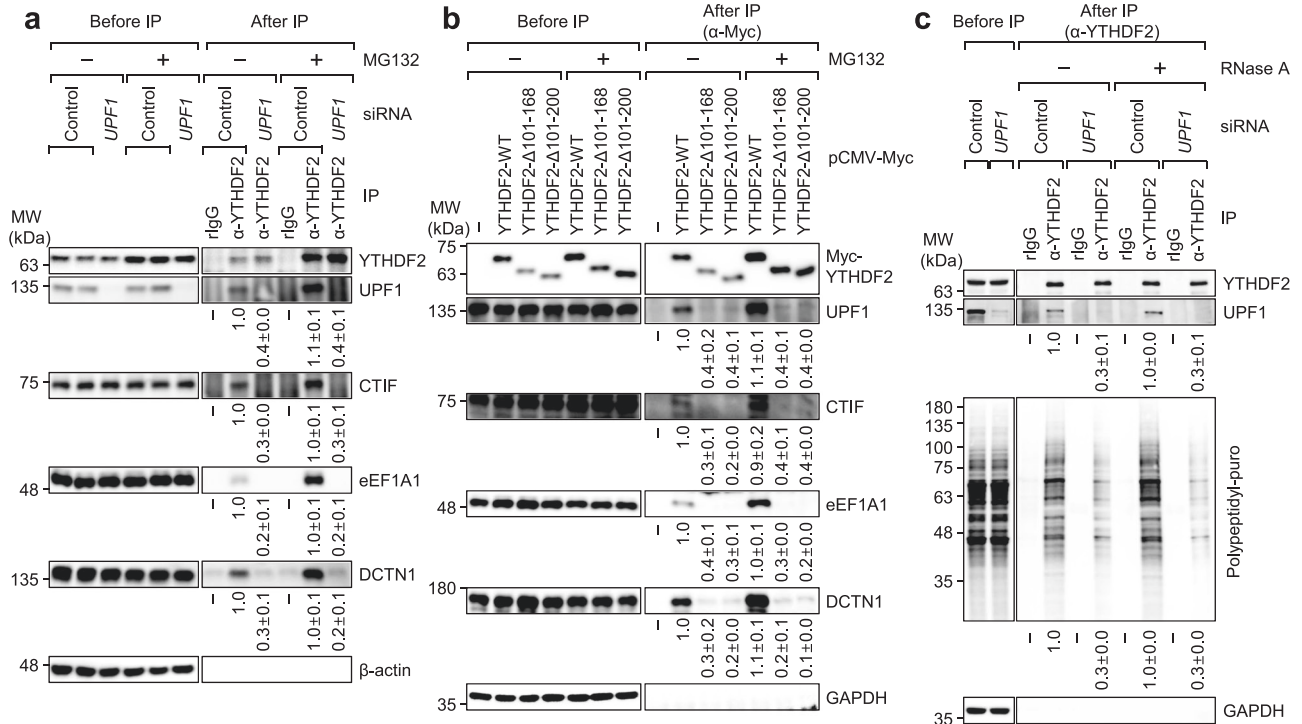 a
Before IP
After IP
– + – + MG132
Control UPF1 Control UPF1 Control UPF1 Control UPF1 siRNA
rIgG α-YTHDF2 α-YTHDF2 rIgG α-YTHDF2 α-YTHDF2 IP
MW
(kDa)
63 YTHDF2
135 UPF1
– 1.0 0.4±0.0 – 1.1±0.1 0.4±0.1
75 CTIF
– 1.0 0.3±0.0 – 1.0±0.1 0.3±0.1
48 eEF1A1
– 1.0 0.2±0.1 – 1.0±0.1 0.2±0.1
135 DCTN1
– 1.0 0.3±0.1 – 1.0±0.1 0.2±0.1
48 β-actin
b
Before IP
After IP
(α-Myc)
– + – + MG132
– YTHDF2-WT YTHDF2-Δ101-168 YTHDF2-Δ101-200 YTHDF2-WT YTHDF2-Δ101-168 YTHDF2-Δ101-200 – YTHDF2-WT YTHDF2-Δ101-168 YTHDF2-Δ101-200 YTHDF2-WT YTHDF2-Δ101-168 YTHDF2-Δ101-200 pCMV-Myc
MW
(kDa)
75
63
Myc-
YTHDF2
135 UPF1
– 1.0 0.4±0.2 0.4±0.1 1.1±0.1 0.4±0.1 0.4±0.0
75 CTIF
– 1.0 0.3±0.1 0.2±0.0 0.9±0.2 0.4±0.1 0.4±0.1
48 eEF1A1
– 1.0 0.4±0.1 0.3±0.1 1.0±0.1 0.3±0.0 0.2±0.0
180 DCTN1
– 1.0 0.3±0.2 0.2±0.0 1.1±0.1 0.2±0.1 0.1±0.0
35 GAPDH
c
Before IP
After IP
(α-YTHDF2)
– + RNase A
Control UPF1 Control UPF1 Control UPF1 siRNA
rIgG α-YTHDF2 rIgG α-YTHDF2 rIgG α-YTHDF2 rIgG α-YTHDF2 IP
MW
(kDa)
63 YTHDF2
135 UPF1
– 1.0 – 0.3±0.1 – 1.0±0.0 – 0.3±0.1
180
135
100
75
63
48
35
Polypeptidyl-puro
– 1.0 – 0.3±0.0 – 1.0±0.0 – 0.3±0.0
35 GAPDH